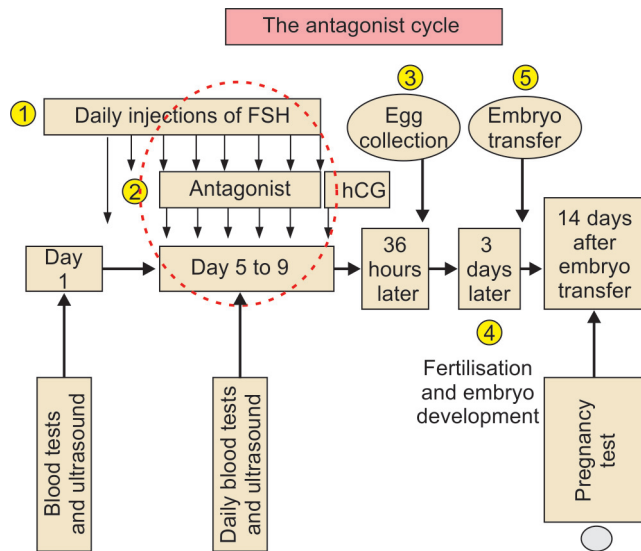 The antagonist cycle
1
Daily injections of FSH
3
Egg
collection
5
Embryo
transfer
2
Antagonist
hCG
Day
1
Day 5 to 9
36
hours
later
3
days
later
14 days
after
embryo
transfer
4
Fertilisation
and embryo
development
Blood tests
and ultrasound
Daily blood tests
and ultrasound
Pregnancy
test